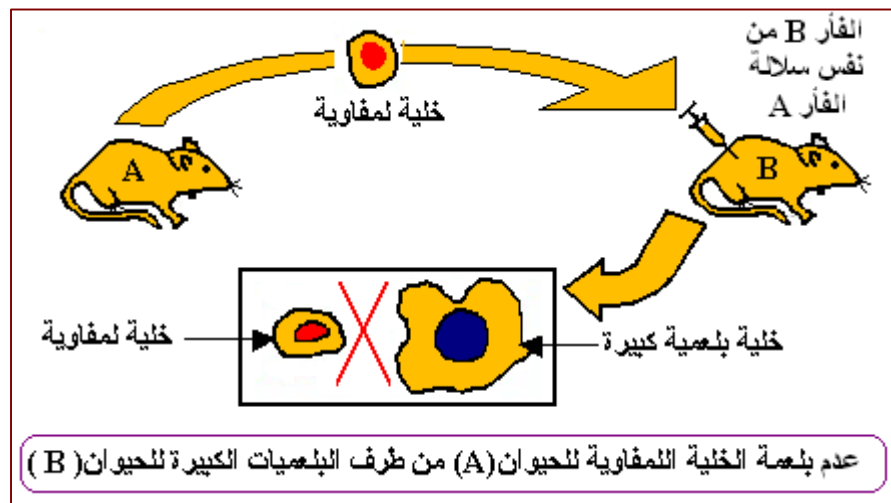 الفأر B من
نفس سلالة
الفأر A
خلية لمفاوية
A
B
خلية لمفاوية
خلية بلعمية كبيرة
عدم بلعمة الخلية اللمفاوية للحيوان(A) من طرف البلعميات الكبيرة للحيوان( B )